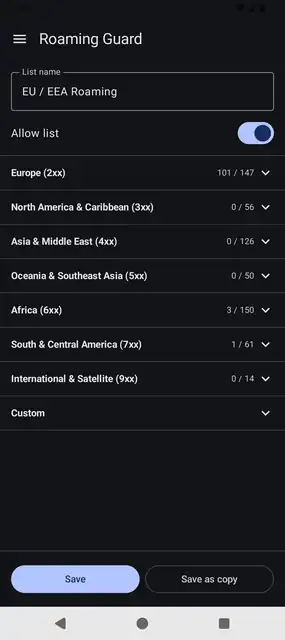 Roaming Guard
List name
EU / EEA Roaming
Allow list
Europe (2xx) 101 / 147
North America & Caribbean (3xx) 0 / 56
Asia & Middle East (4xx) 0 / 126
Oceania & Southeast Asia (5xx) 0 / 50
Africa (6xx) 3 / 150
South & Central America (7xx) 1 / 61
International & Satellite (9xx) 0 / 14
Custom
Save Save as copy